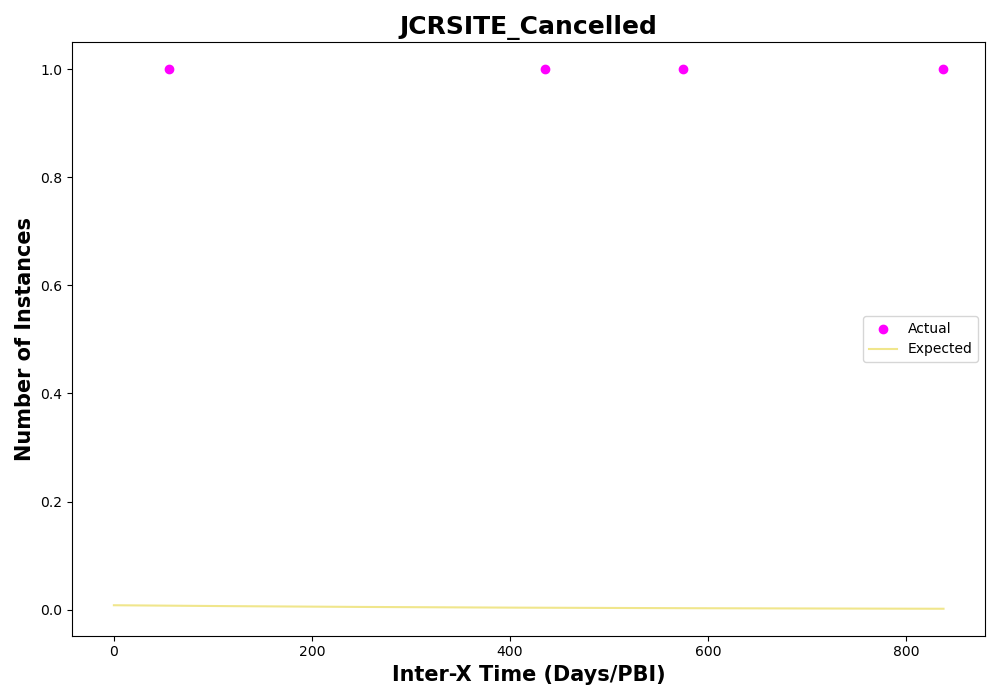 JCRSITE_Cancelled
Number of Instances
1.0
0.8
0.6
0.4
0.2
0.0
Actual
Expected
0 200 400 600 800
Inter-X Time (Days/PBI)